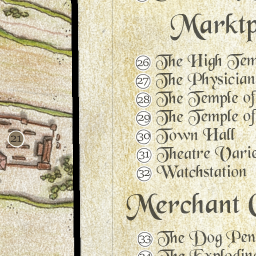 Marktp
26 The High Tem
27 The Physician
28 The Temple of
29 The Temple of
30 Town Hall
31 Theatre Varie
32 Watchstation
Merchant
33 The Dog Pen
34 The Exploding
21